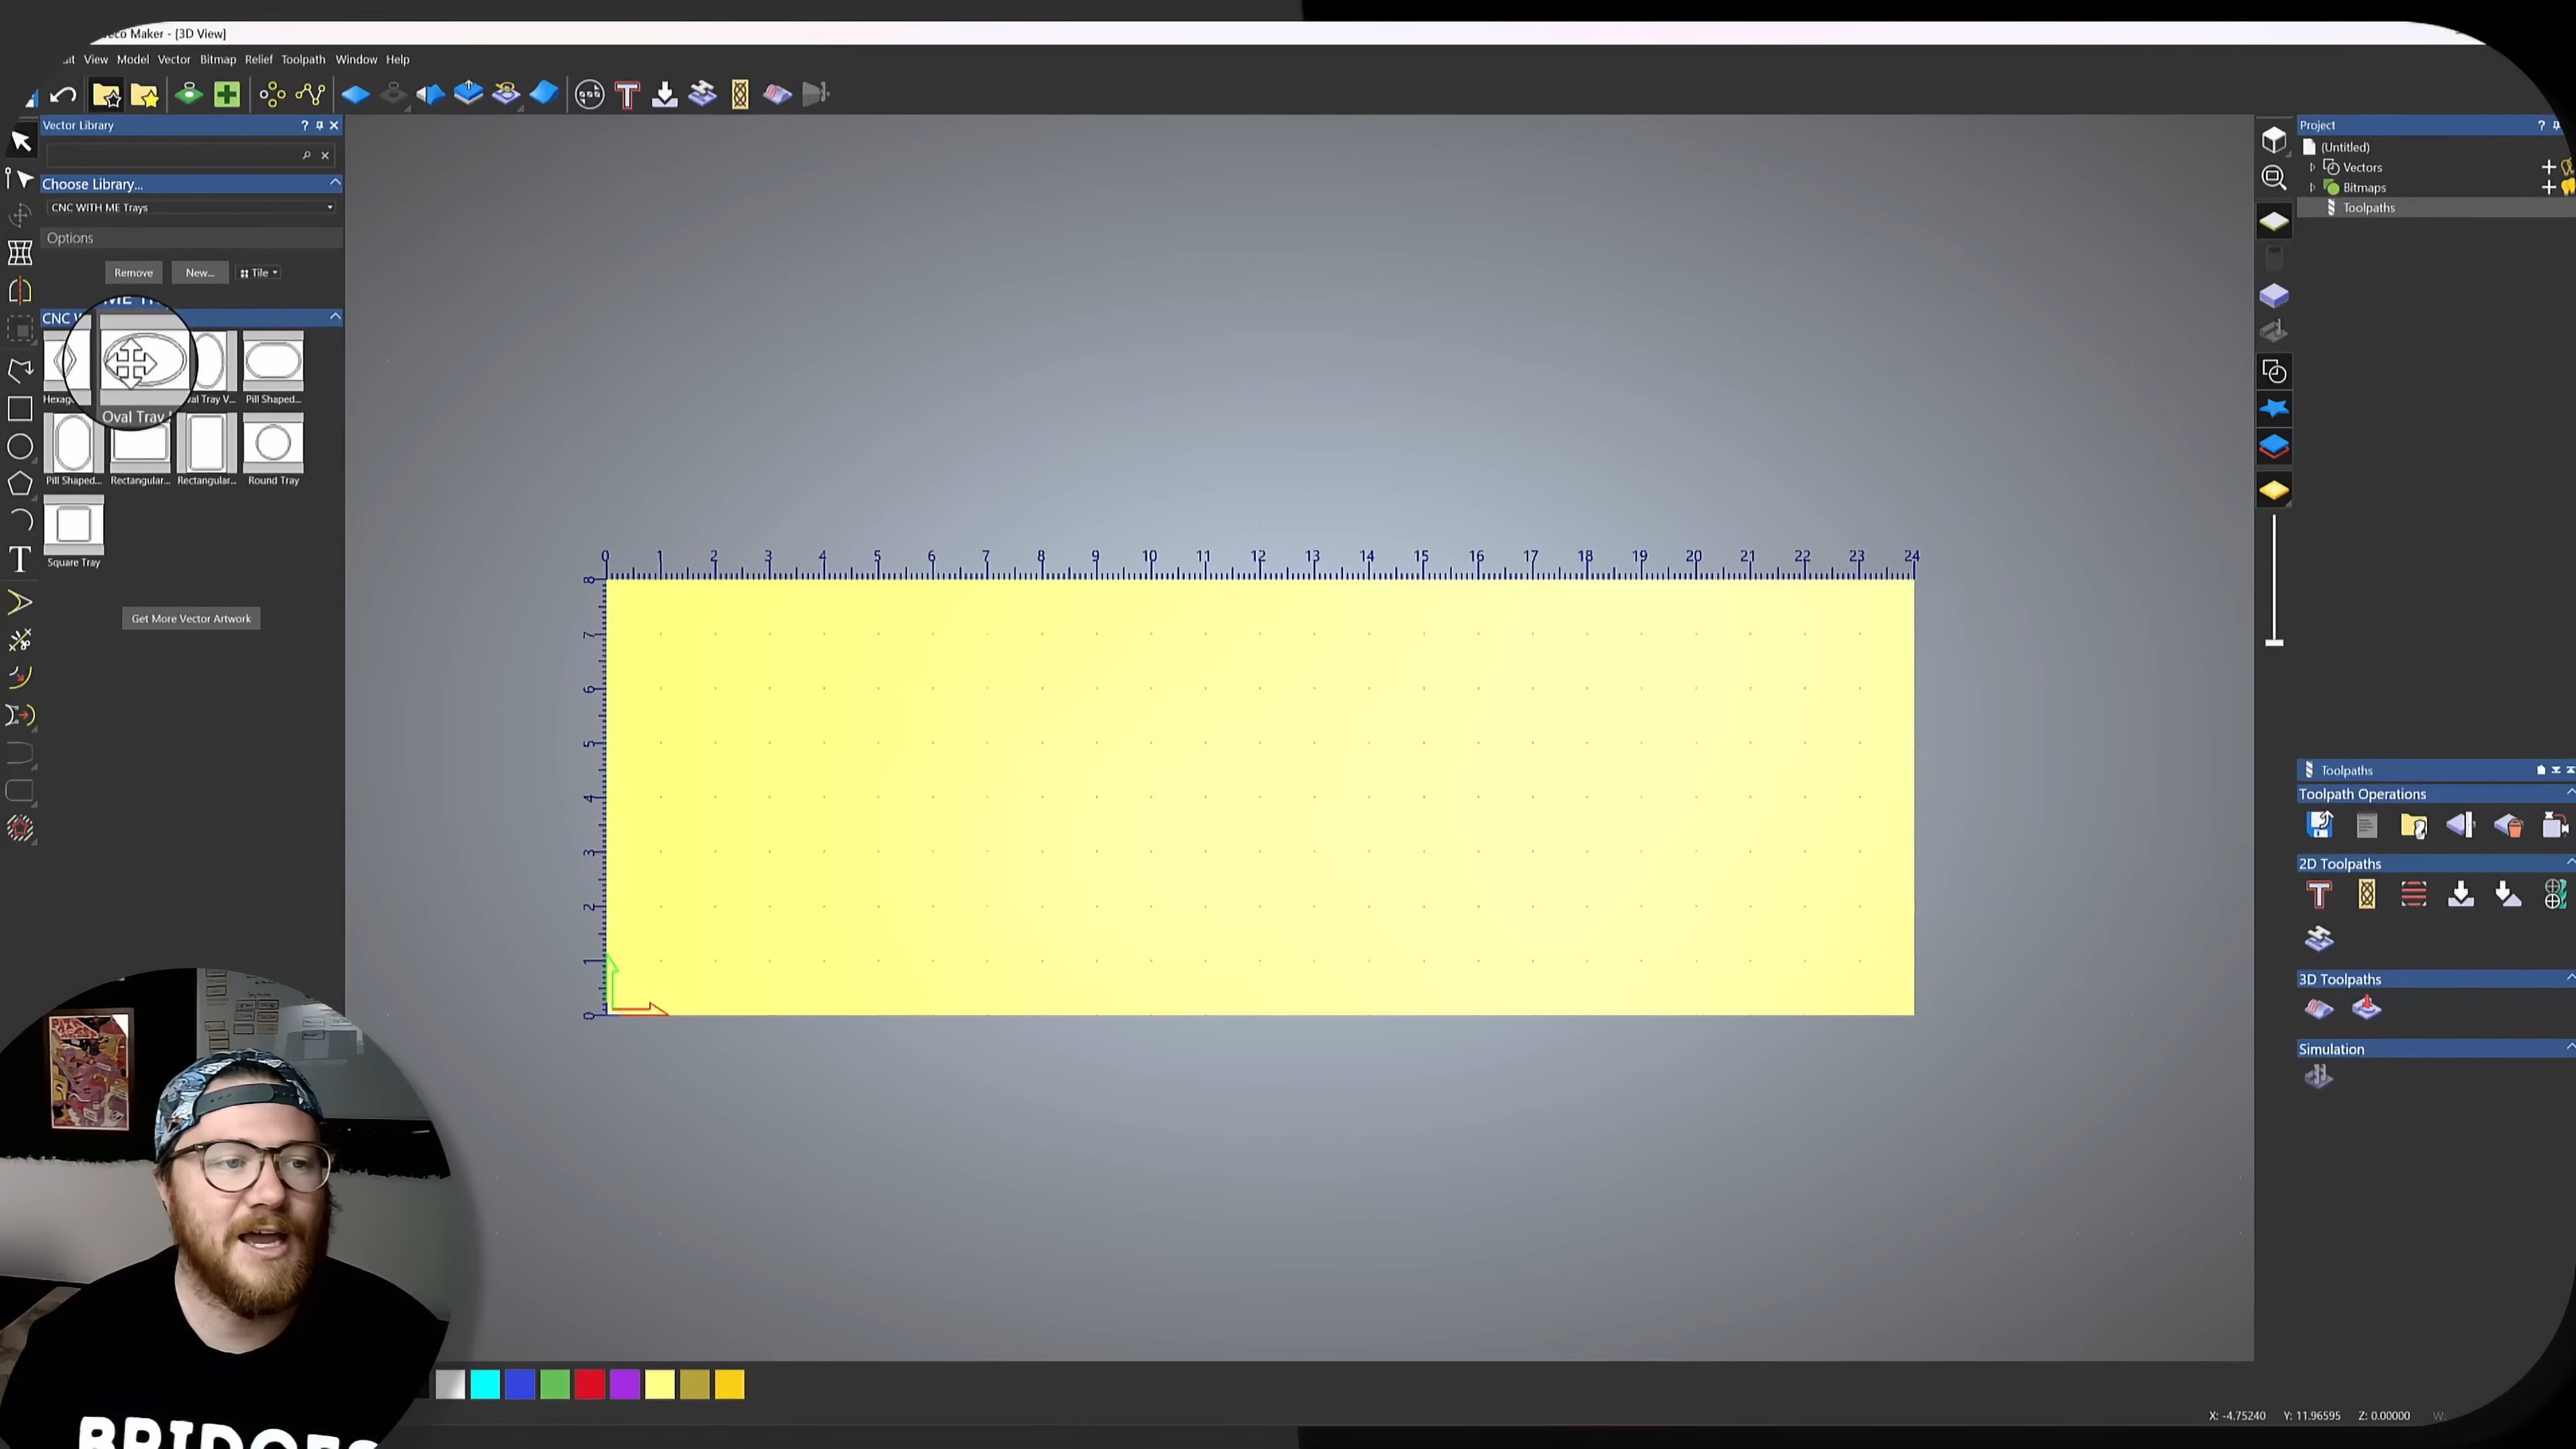 eco Maker - [3D View]
View Model Vector Bitmap Relief Toolpath Window Help
Vector Library ?
Choose Library...
CNC WITH ME Trays
Options
Remove New... Tile
CNC
Oval Tray
Pill Shaped...
Pill Shaped... Rectangular... Rectangular... Round Tray
Square Tray
Get More Vector Artwork
0 1 2 3 4 5 6 7 8 9 10 11 12 13 14 15 16 17 18 19 20 21 22 23 24
8
7
6
5
4
3
2
1
0
Project ?
(Untitled)
Vectors
Bitmaps
Toolpaths
Toolpaths
Toolpath Operations
2D Toolpaths
3D Toolpaths
Simulation
BRIDGES
X: -4.75240 Y: 11.96595 Z: 0.00000